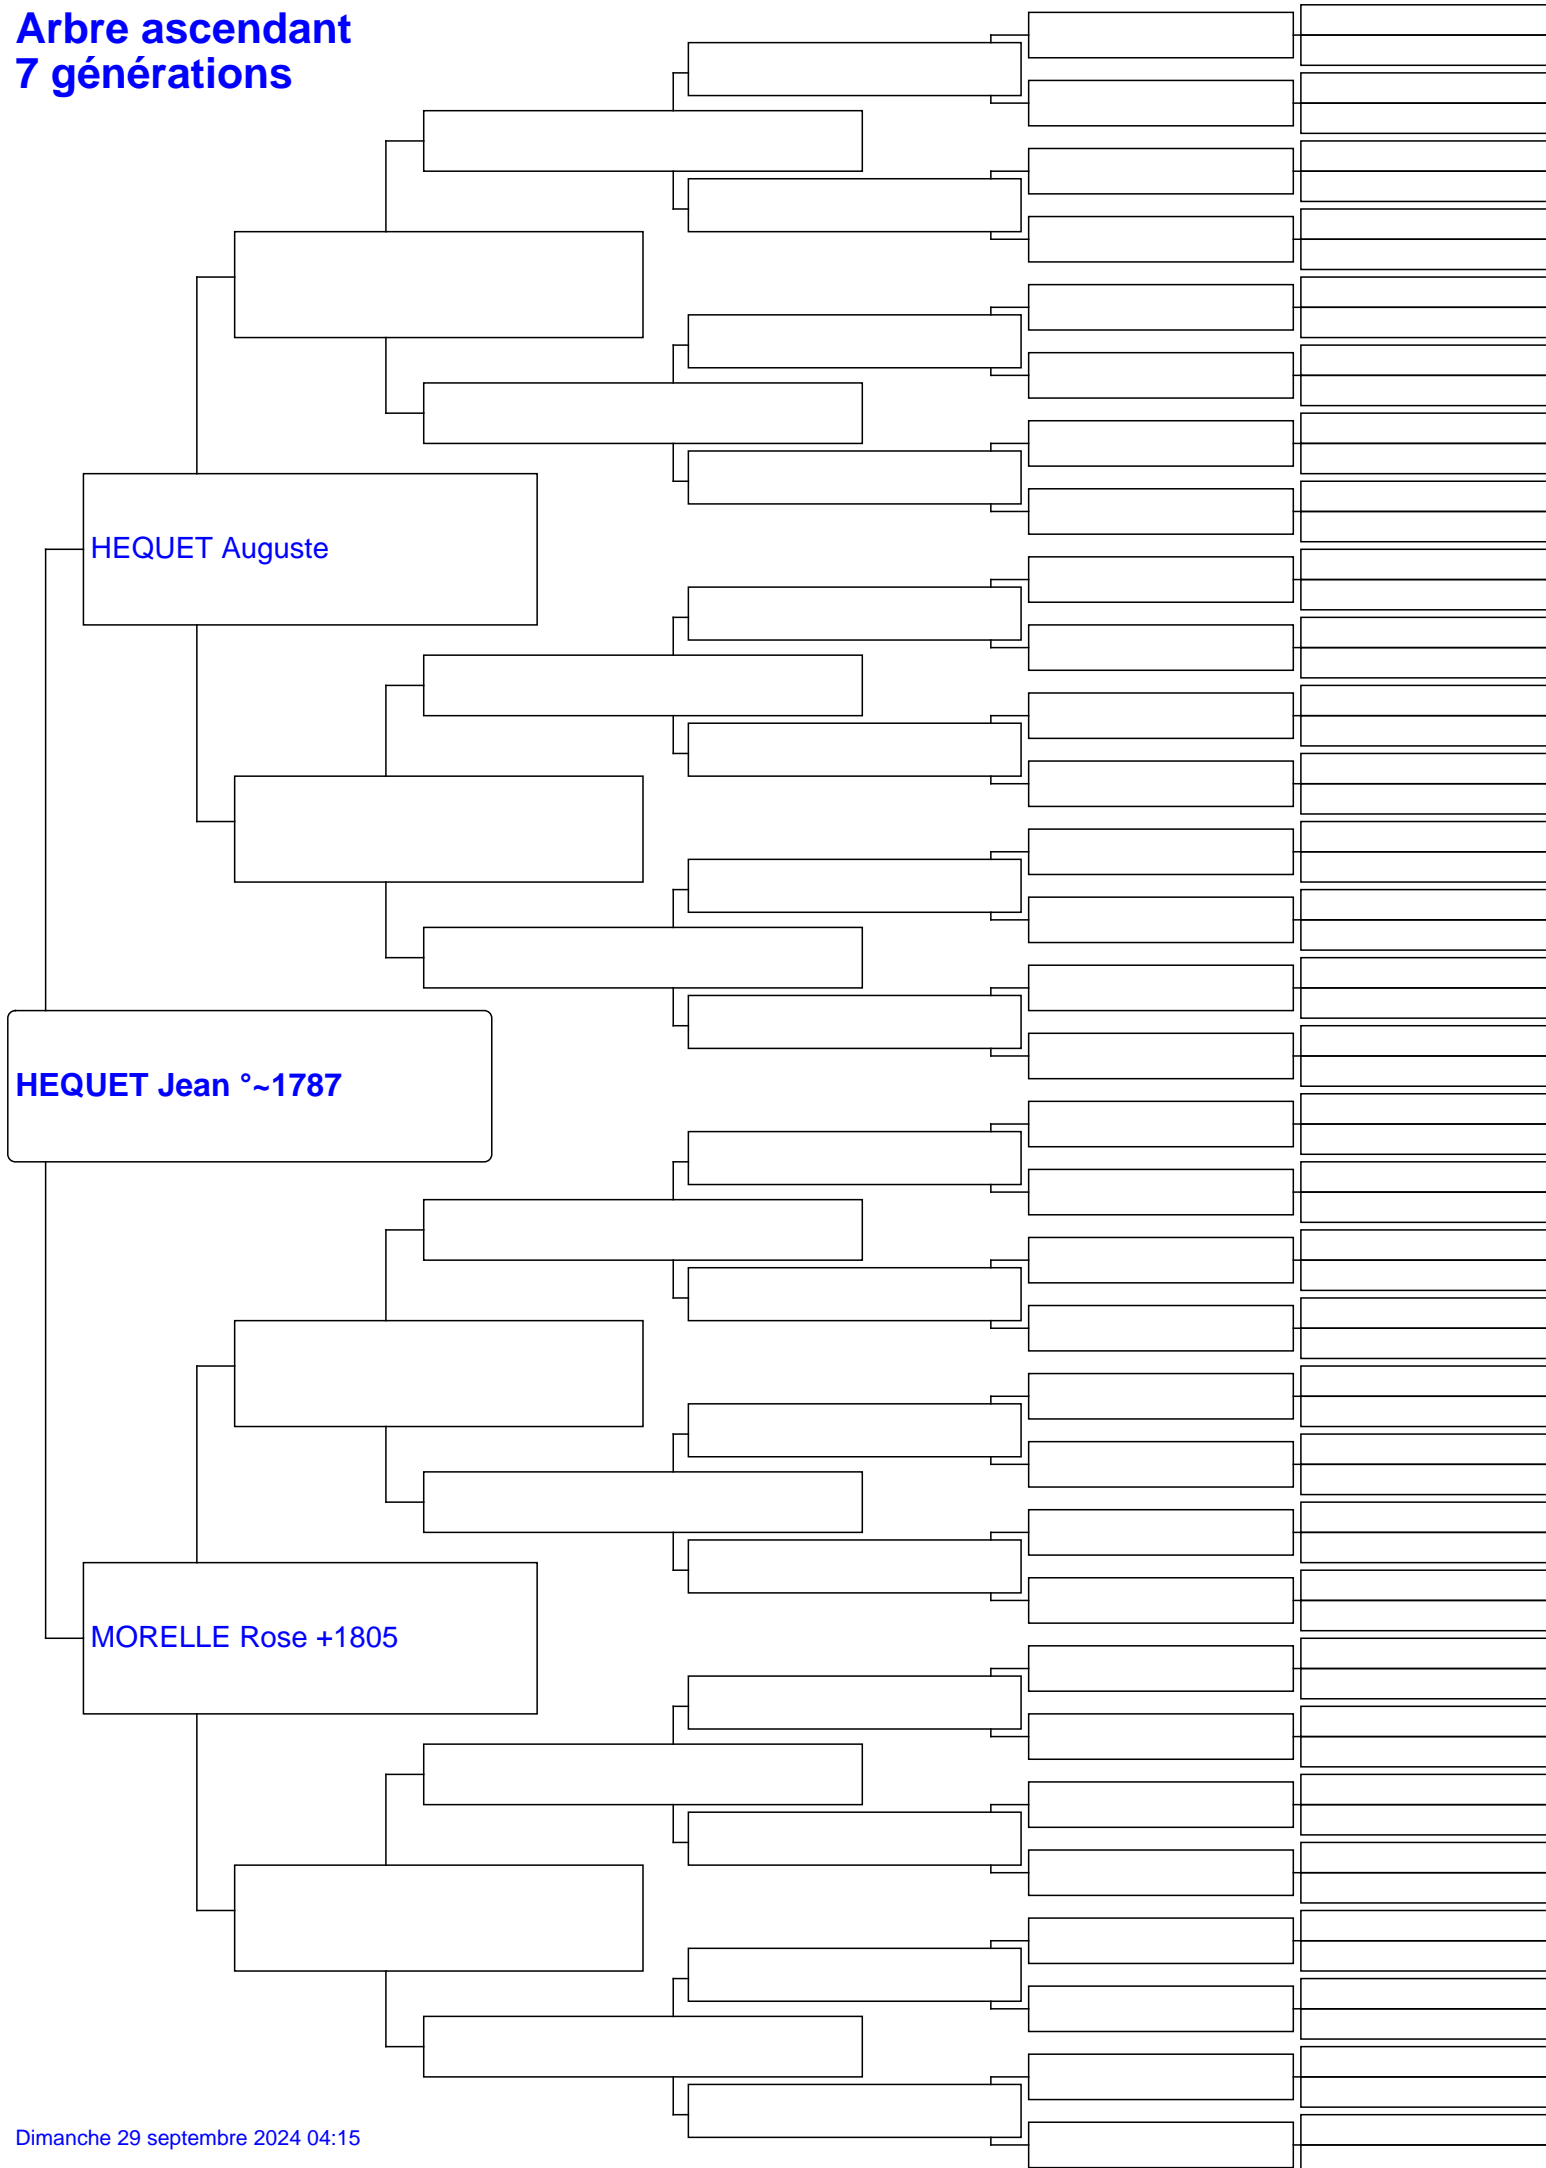 Arbre ascendant
7 générations
HEQUET Auguste
HEQUET Jean °~1787
MORELLE Rose +1805
Dimanche 29 septembre 2024 04:15